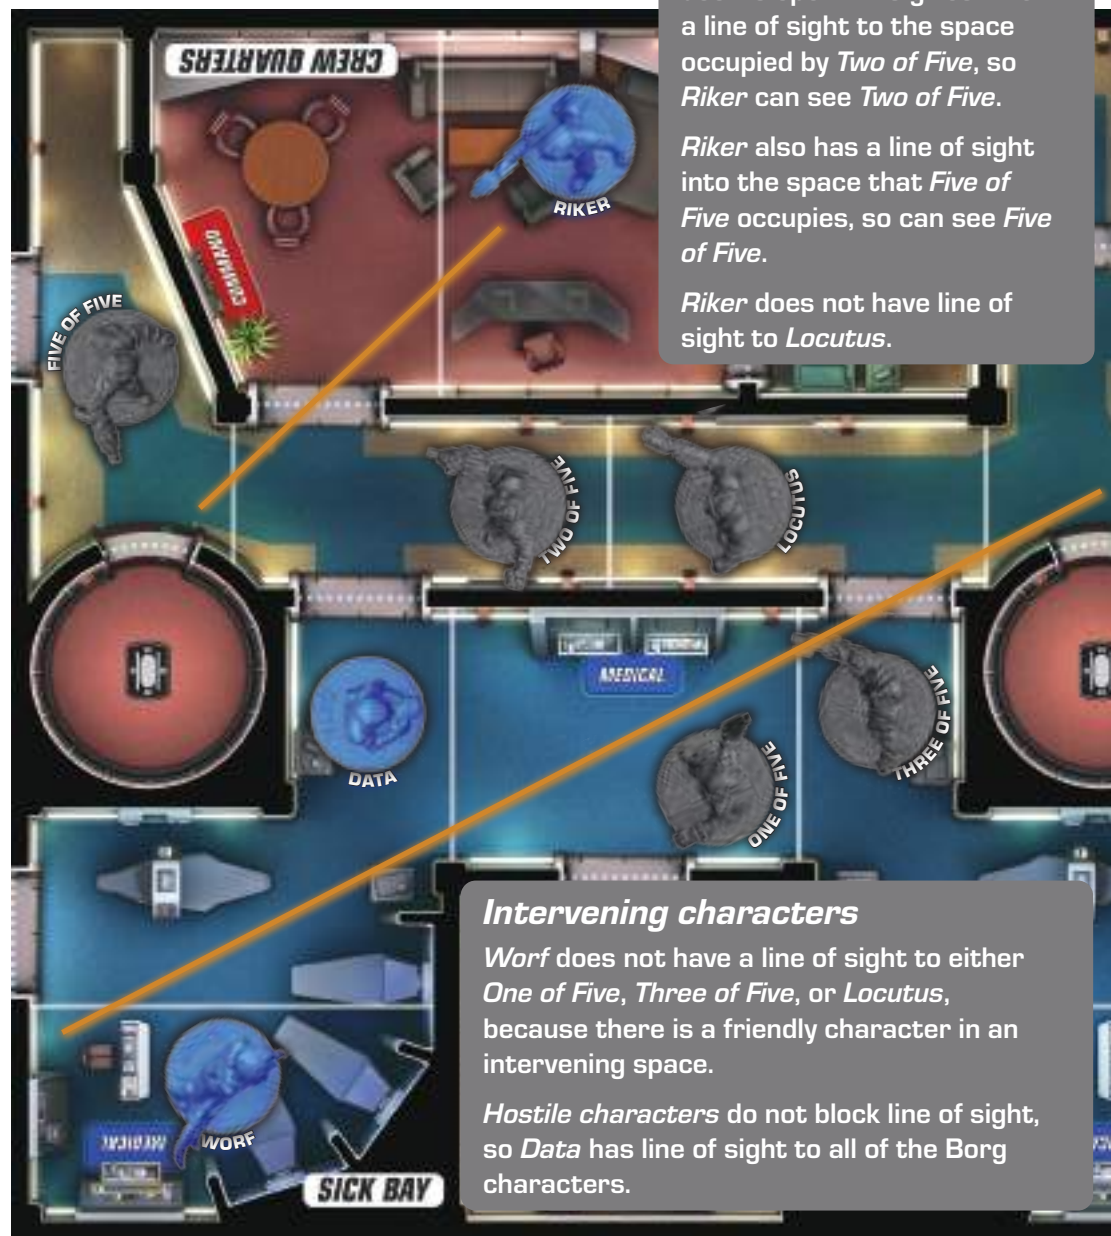 a line of sight to the space
occupied by Two of Five, so
Riker can see Two of Five.
Riker also has a line of sight
into the space that Five of
Five occupies, so can see Five
of Five.
Riker does not have line of
sight to Locutus.
CREW QUARTERS
RIKER
COMMAND
FIVE OF FIVE
TWO OF FIVE
LOCUTUS
MEDICAL
DATA
THREE OF FIVE
ONE OF FIVE
Intervening characters
Worf does not have a line of sight to either
One of Five, Three of Five, or Locutus,
because there is a friendly character in an
intervening space.
Hostile characters do not block line of sight,
so Data has line of sight to all of the Borg
characters.
WORF
MEDICAL
SICK BAY